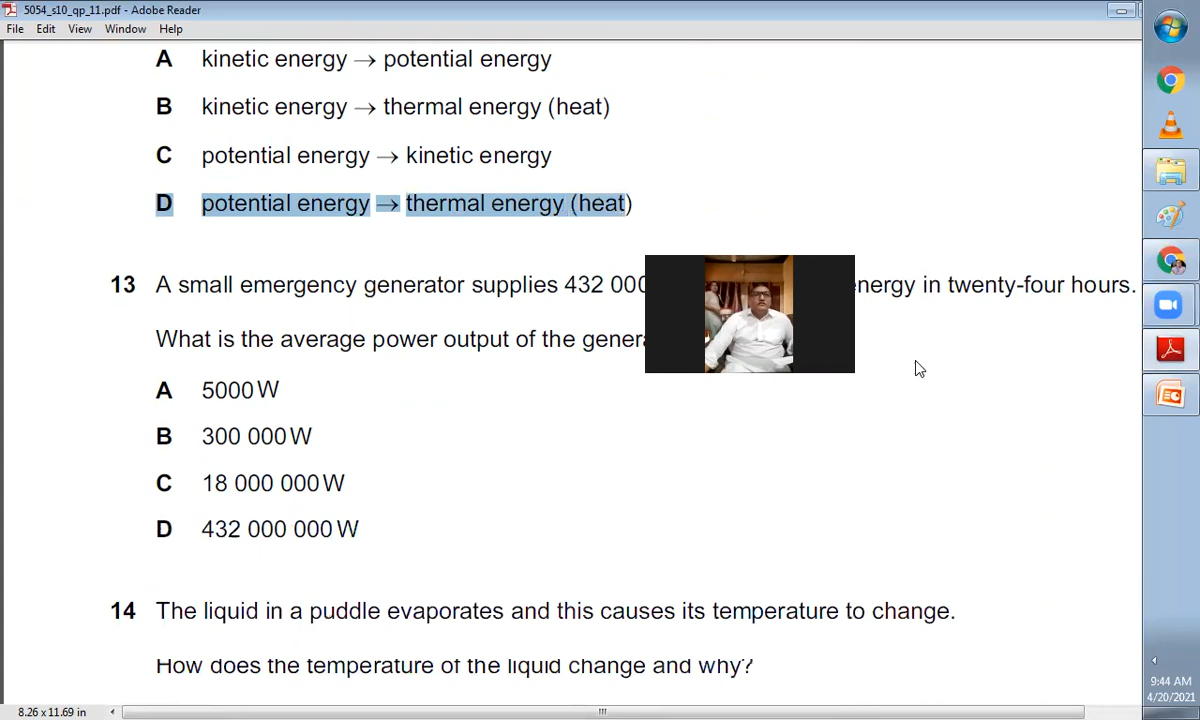 5054_s10_qp_11.pdf - Adobe Reader
File Edit View Window Help
A kinetic energy → potential energy
B kinetic energy → thermal energy (heat)
C potential energy → kinetic energy
D potential energy → thermal energy (heat)
13 A small emergency generator supplies 432 000 energy in twenty-four hours.
What is the average power output of the
A 5000 W
B 300 000 W
C 18 000 000 W
D 432 000 000 W
14 The liquid in a puddle evaporates and this causes its temperature to change.
How does the temperature of the liquid change and why?
8.26 x 11.69 in
9:44 AM
4/20/2021